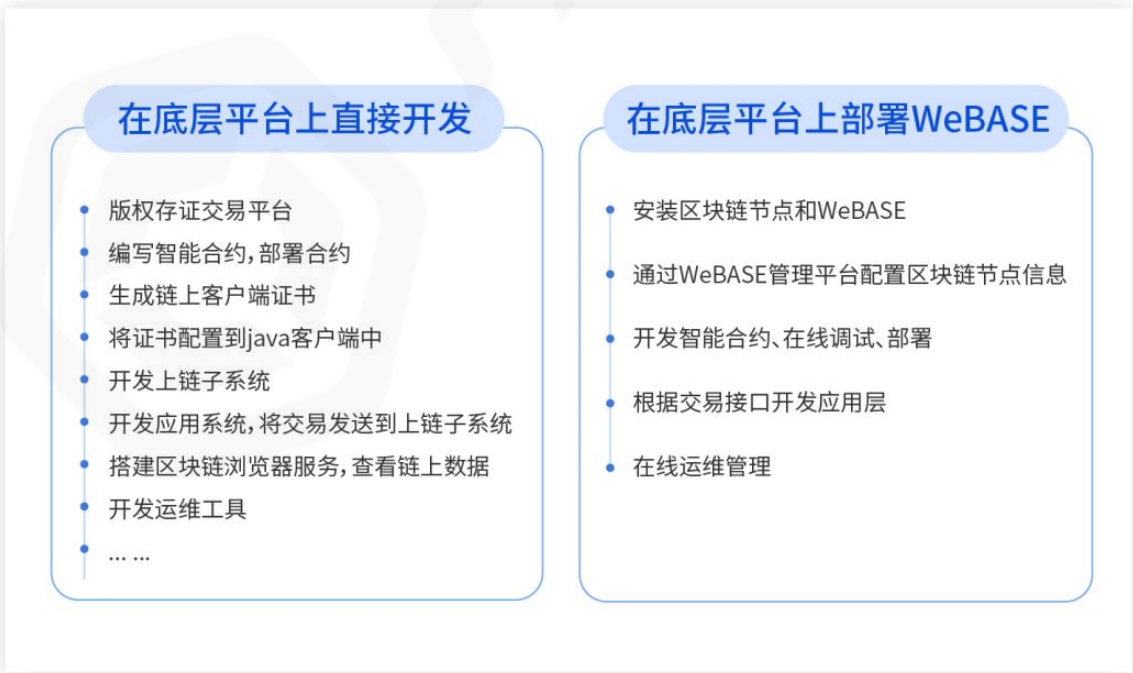 在底层平台上直接开发
版权存证交易平台
编写智能合约,部署合约
生成链上客户端证书
将证书配置到java客户端中
开发上链子系统
开发应用系统,将交易发送到上链子系统
搭建区块链浏览器服务,查看链上数据
开发运维工具
... ...
在底层平台上部署WeBASE
安装区块链节点和WeBASE
通过WeBASE管理平台配置区块链节点信息
开发智能合约、在线调试、部署
根据交易接口开发应用层
在线运维管理